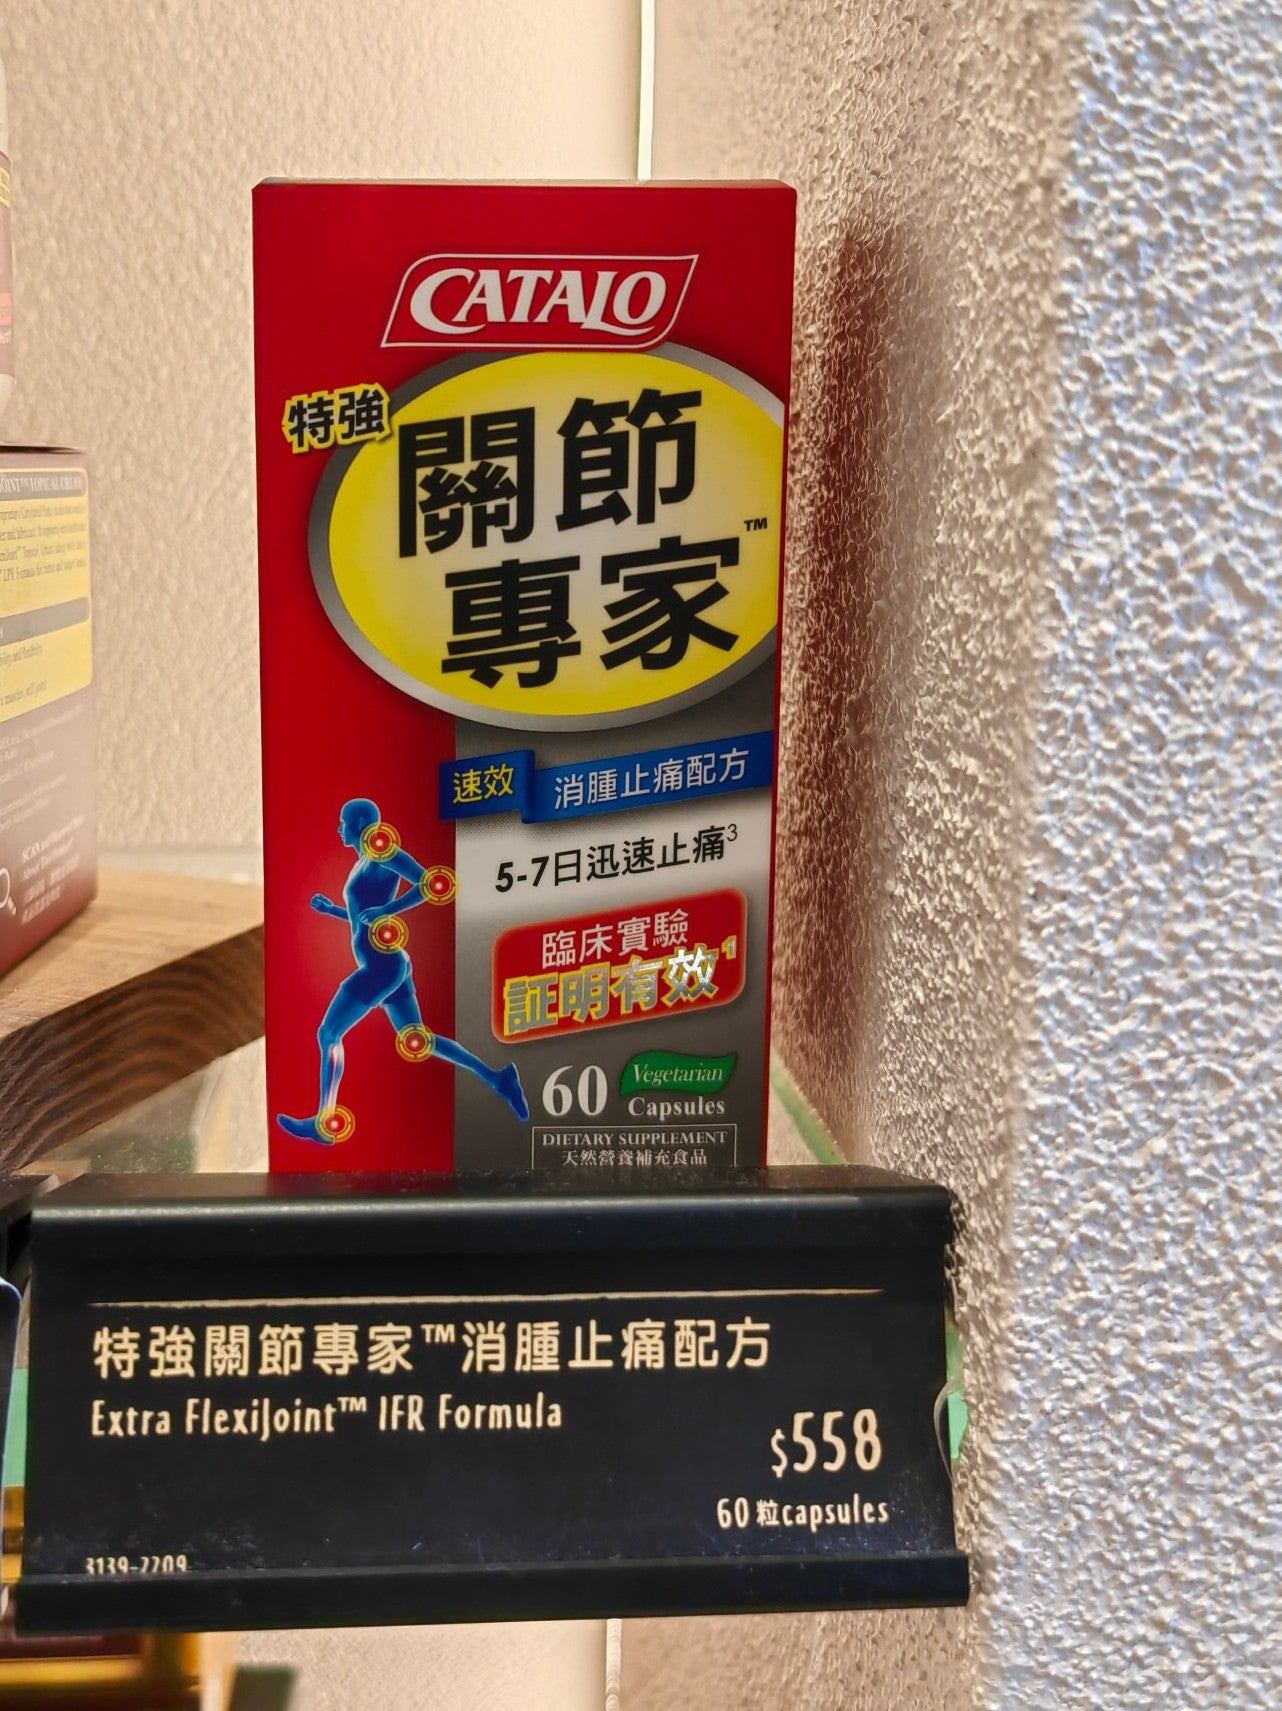 CATALO
特強
關節
專家™
速效 消腫止痛配方
5-7日迅速止痛3
臨床實驗
証明有效1
60 Vegetarian
Capsules
DIETARY SUPPLEMENT
天然營養補充食品
特強關節專家™消腫止痛配方
Extra FlexiJoint™ IFR Formula
$558
60粒capsules
3139-2209